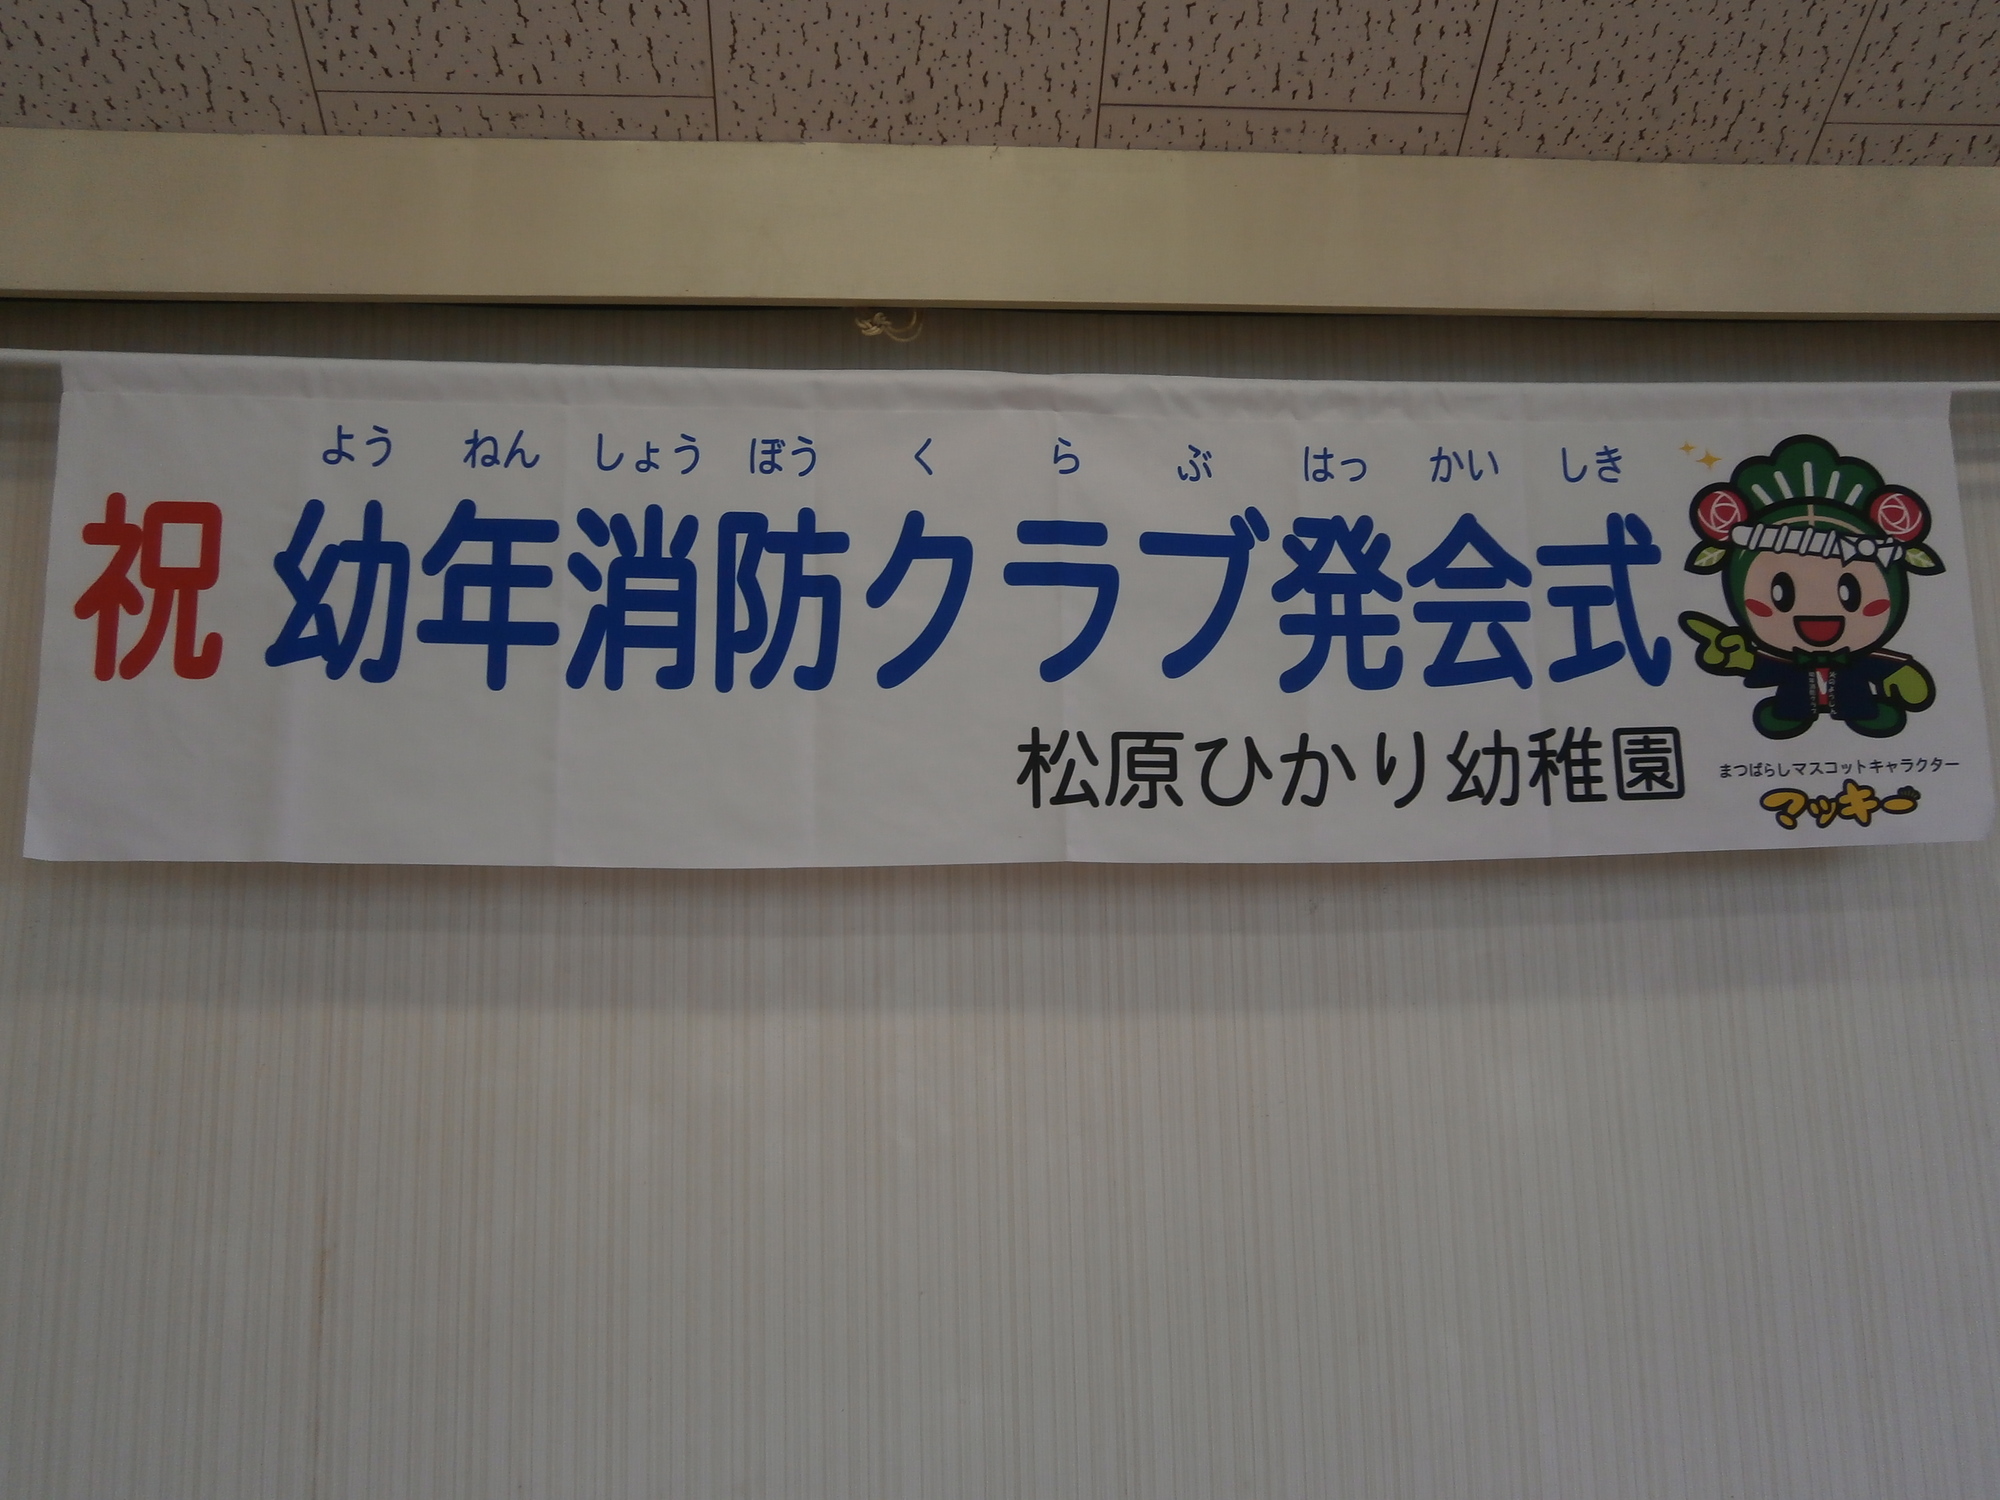 よう ねん しょう ぼう く ら ぶ はっ かい しき
祝 幼年消防クラブ発会式
松原ひかり幼稚園
まつばらしマスコットキャラクター
マッキー